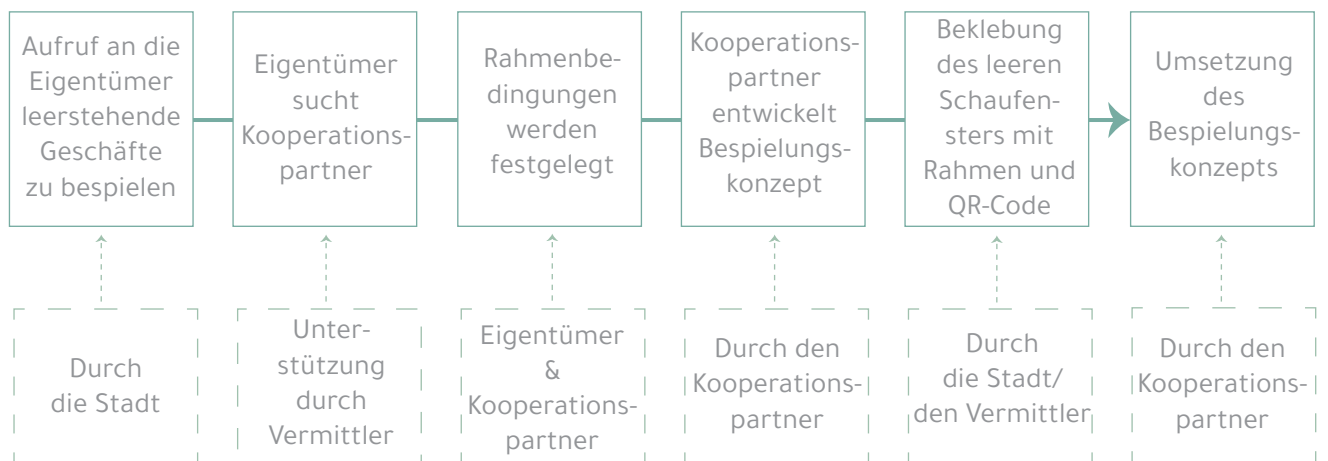 Aufruf an die
Eigentümer
leerstehende
Geschäfte
zu bespielen
Eigentümer
sucht
Kooperations-
partner
Rahmenbe-
dingungen
werden
festgelegt
Kooperations-
partner
entwickelt
Bespielungs-
konzept
Beklebung
des leeren
Schaufen-
sters mit
Rahmen und
QR-Code
Umsetzung
des
Bespielungs-
konzepts
Durch
die Stadt
Unter-
stützung
durch
Vermittler
Eigentümer
&
Kooperations-
partner
Durch den
Kooperations-
partner
Durch
die Stadt/
den Vermittler
Durch den
Kooperations-
partner